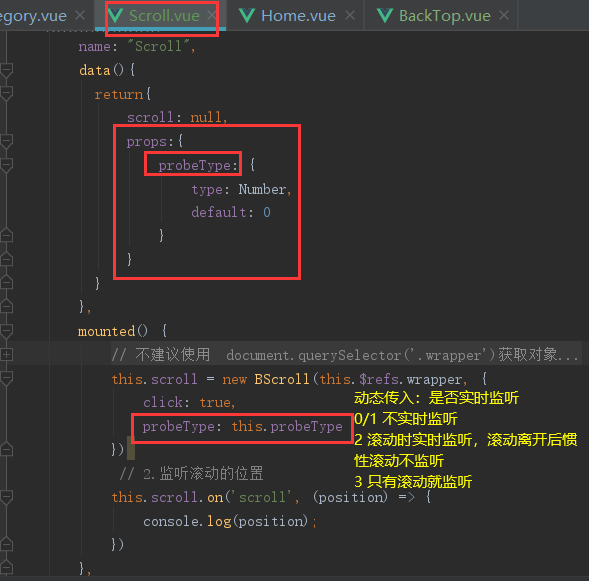 egory.vue × Scroll.vue × Home.vue × BackTop.vue ×
name: "Scroll",
data(){
return{
scroll: null,
props:{
probeType: {
type: Number,
default: 0
}
}
}
},
mounted() {
// 不建议使用 document.querySelector('.wrapper')获取对象...
this.scroll = new BScroll(this.$refs.wrapper, {
click: true,
probeType: this.probeType
})
// 2.监听滚动的位置
this.scroll.on('scroll', (position) => {
console.log(position);
})
},
动态传入：是否实时监听
0/1 不实时监听
2 滚动时实时监听，滚动离开后惯
性滚动不监听
3 只有滚动就监听